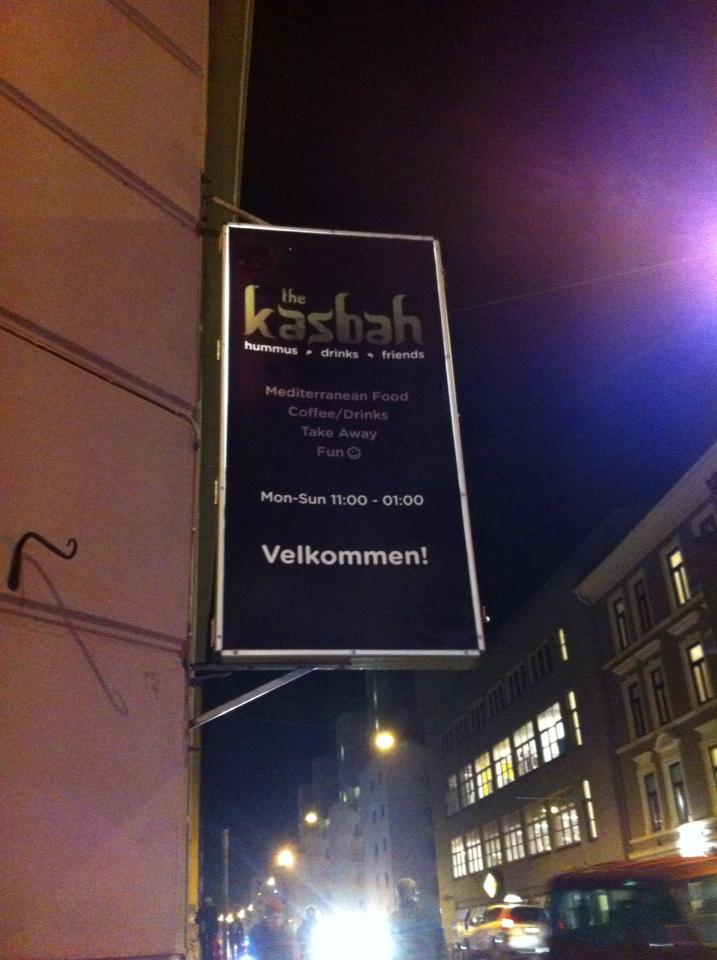 the
kasbah
hummus • drinks • friends
Mediterranean Food
Coffee/Drinks
Take Away
Fun☺
Mon-Sun 11:00 - 01:00
Velkommen!